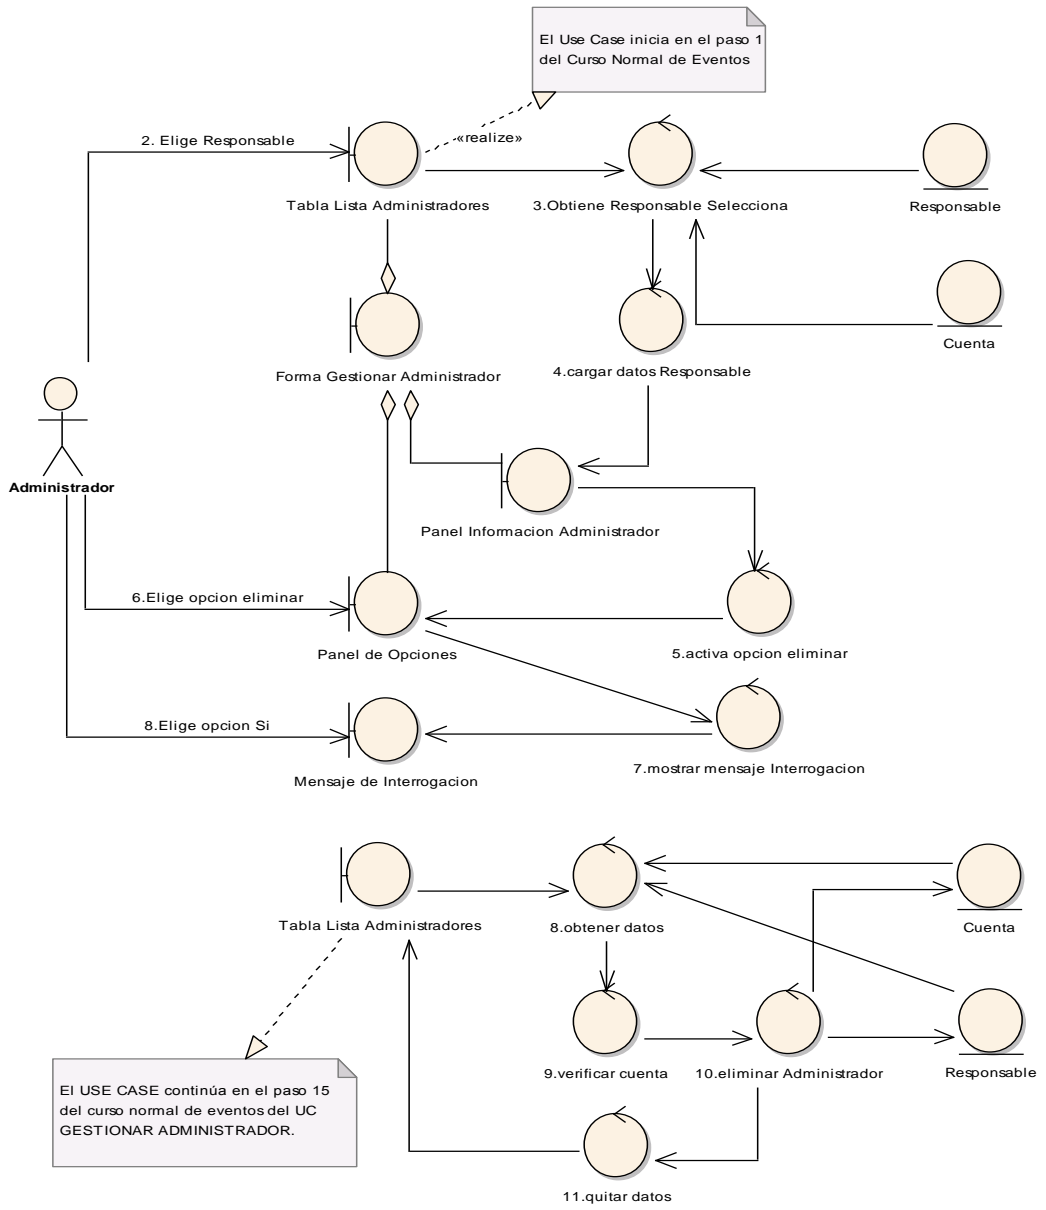 El Use Case inicia en el paso 1
del Curso Normal de Eventos
2. Elige Responsable
«realize»
Tabla Lista Administradores
3.Obtiene Responsable Selecciona
Responsable
Cuenta
Forma Gestionar Administrador
4.cargar datos Responsable
Administrador
Panel Informacion Administrador
6.Elige opcion eliminar
Panel de Opciones
5.activa opcion eliminar
8.Elige opcion Si
Mensaje de Interrogacion
7.mostrar mensaje Interrogacion
Tabla Lista Administradores
8.obtener datos
Cuenta
9.verificar cuenta
10.eliminar Administrador
Responsable
El USE CASE continúa en el paso 15
del curso normal de eventos del UC
GESTIONAR ADMINISTRADOR.
11.quitar datos